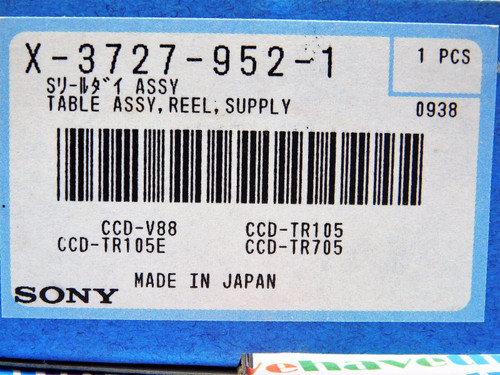 X-3727-952-1
1 PCS
Sリールダイ ASSY
TABLE ASSY,REEL,SUPPLY
0938
CCD-V88 CCD-TR105
CCD-TR105E CCD-TR705
MADE IN JAPAN
SONY
ehave